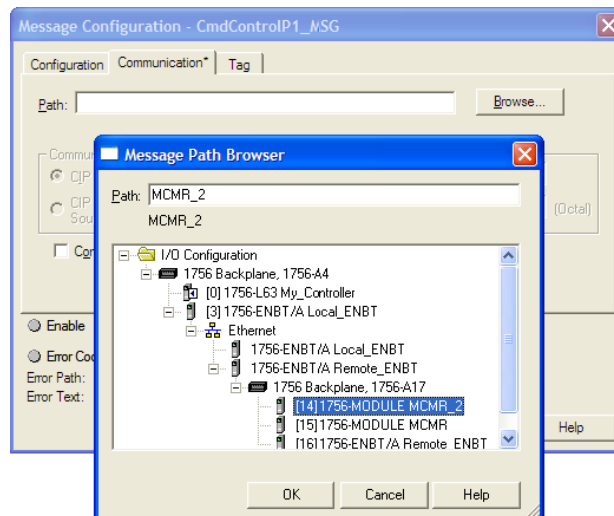 Message Configuration - CmdControlP1_MSG
Configuration Communication* Tag
Path: Browse...
Message Path Browser
Path: MCMR_2
MCMR_2
CIP
CIP
(Octal)
I/O Configuration
1756 Backplane, 1756-A4
[0] 1756-L63 My_Controller
[3] 1756-ENBT/A Local_ENBT
Ethernet
1756-ENBT/A Local_ENBT
1756-ENBT/A Remote_ENBT
1756 Backplane, 1756-A17
[14] 1756-MODULE MCMR_2
[15] 1756-MODULE MCMR
[16] 1756-ENBT/A Remote_ENBT
Enable
Error Path:
Error Text:
Help
OK Cancel Help